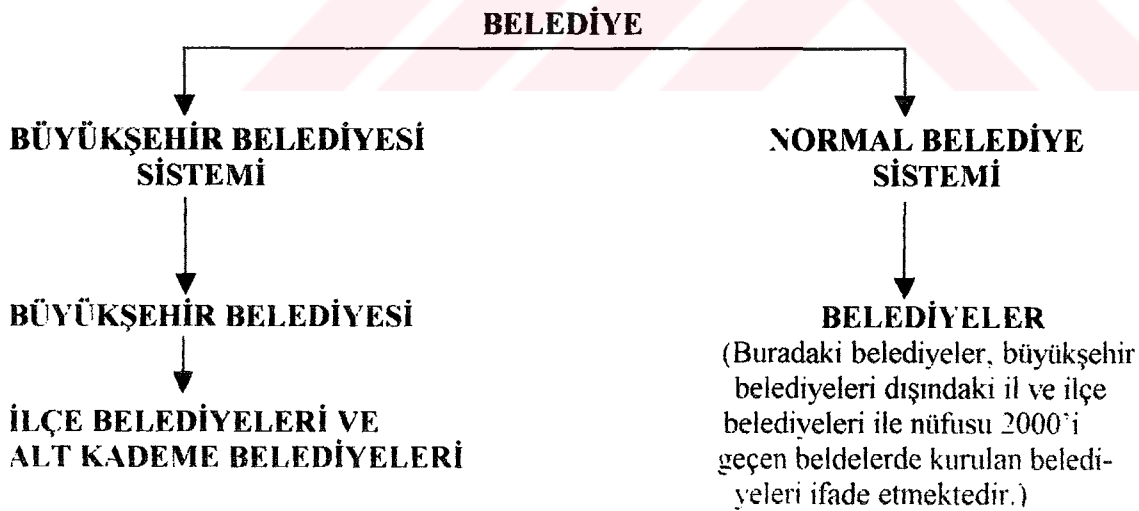 BELEDİYE
BÜYÜKŞEHİR BELEDİYESİ
SİSTEMİ
BÜYÜKŞEHİR BELEDİYESİ
İLÇE BELEDİYELERİ VE
ALT KADEME BELEDİYELERİ
NORMAL BELEDİYE
SİSTEMİ
BELEDİYELER
(Buradaki belediyeler, büyükşehir
belediyeleri dışındaki il ve ilçe
belediyeleri ile nüfusu 2000'i
geçen beldelerde kurulan beledi-
yeleri ifade etmektedir.)